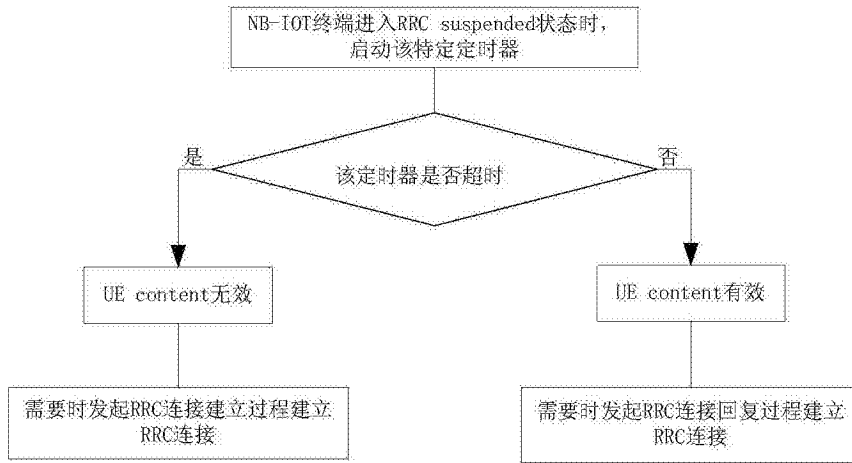 NB-IOT终端进入RRC suspended状态时，
启动该特定定时器
是
否
该定时器是否超时
UE content无效
UE content有效
需要时发起RRC连接建立过程建立
RRC连接
需要时发起RRC连接回复过程建立
RRC连接